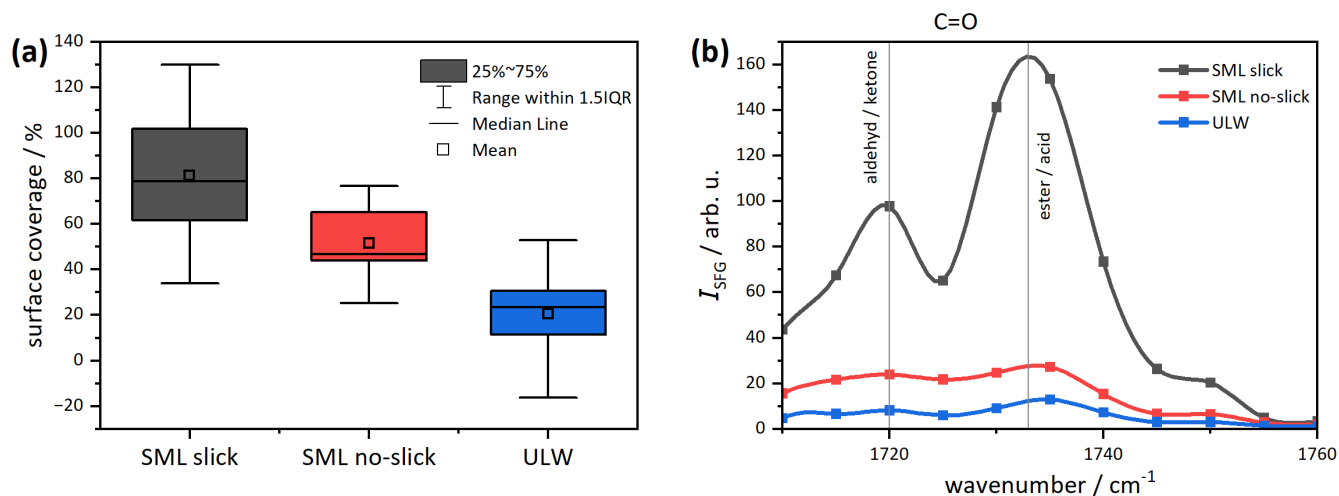 (a)
surface coverage / %
140
120
100
80
60
40
20
0
−20
25%~75%
Range within 1.5IQR
Median Line
Mean
SML slick
SML no-slick
ULW
(b)
C=O
I_SFG / arb. u.
160
140
120
100
80
60
40
20
0
aldehyd / ketone
ester / acid
SML slick
SML no-slick
ULW
1720
1740
1760
wavenumber / cm⁻¹